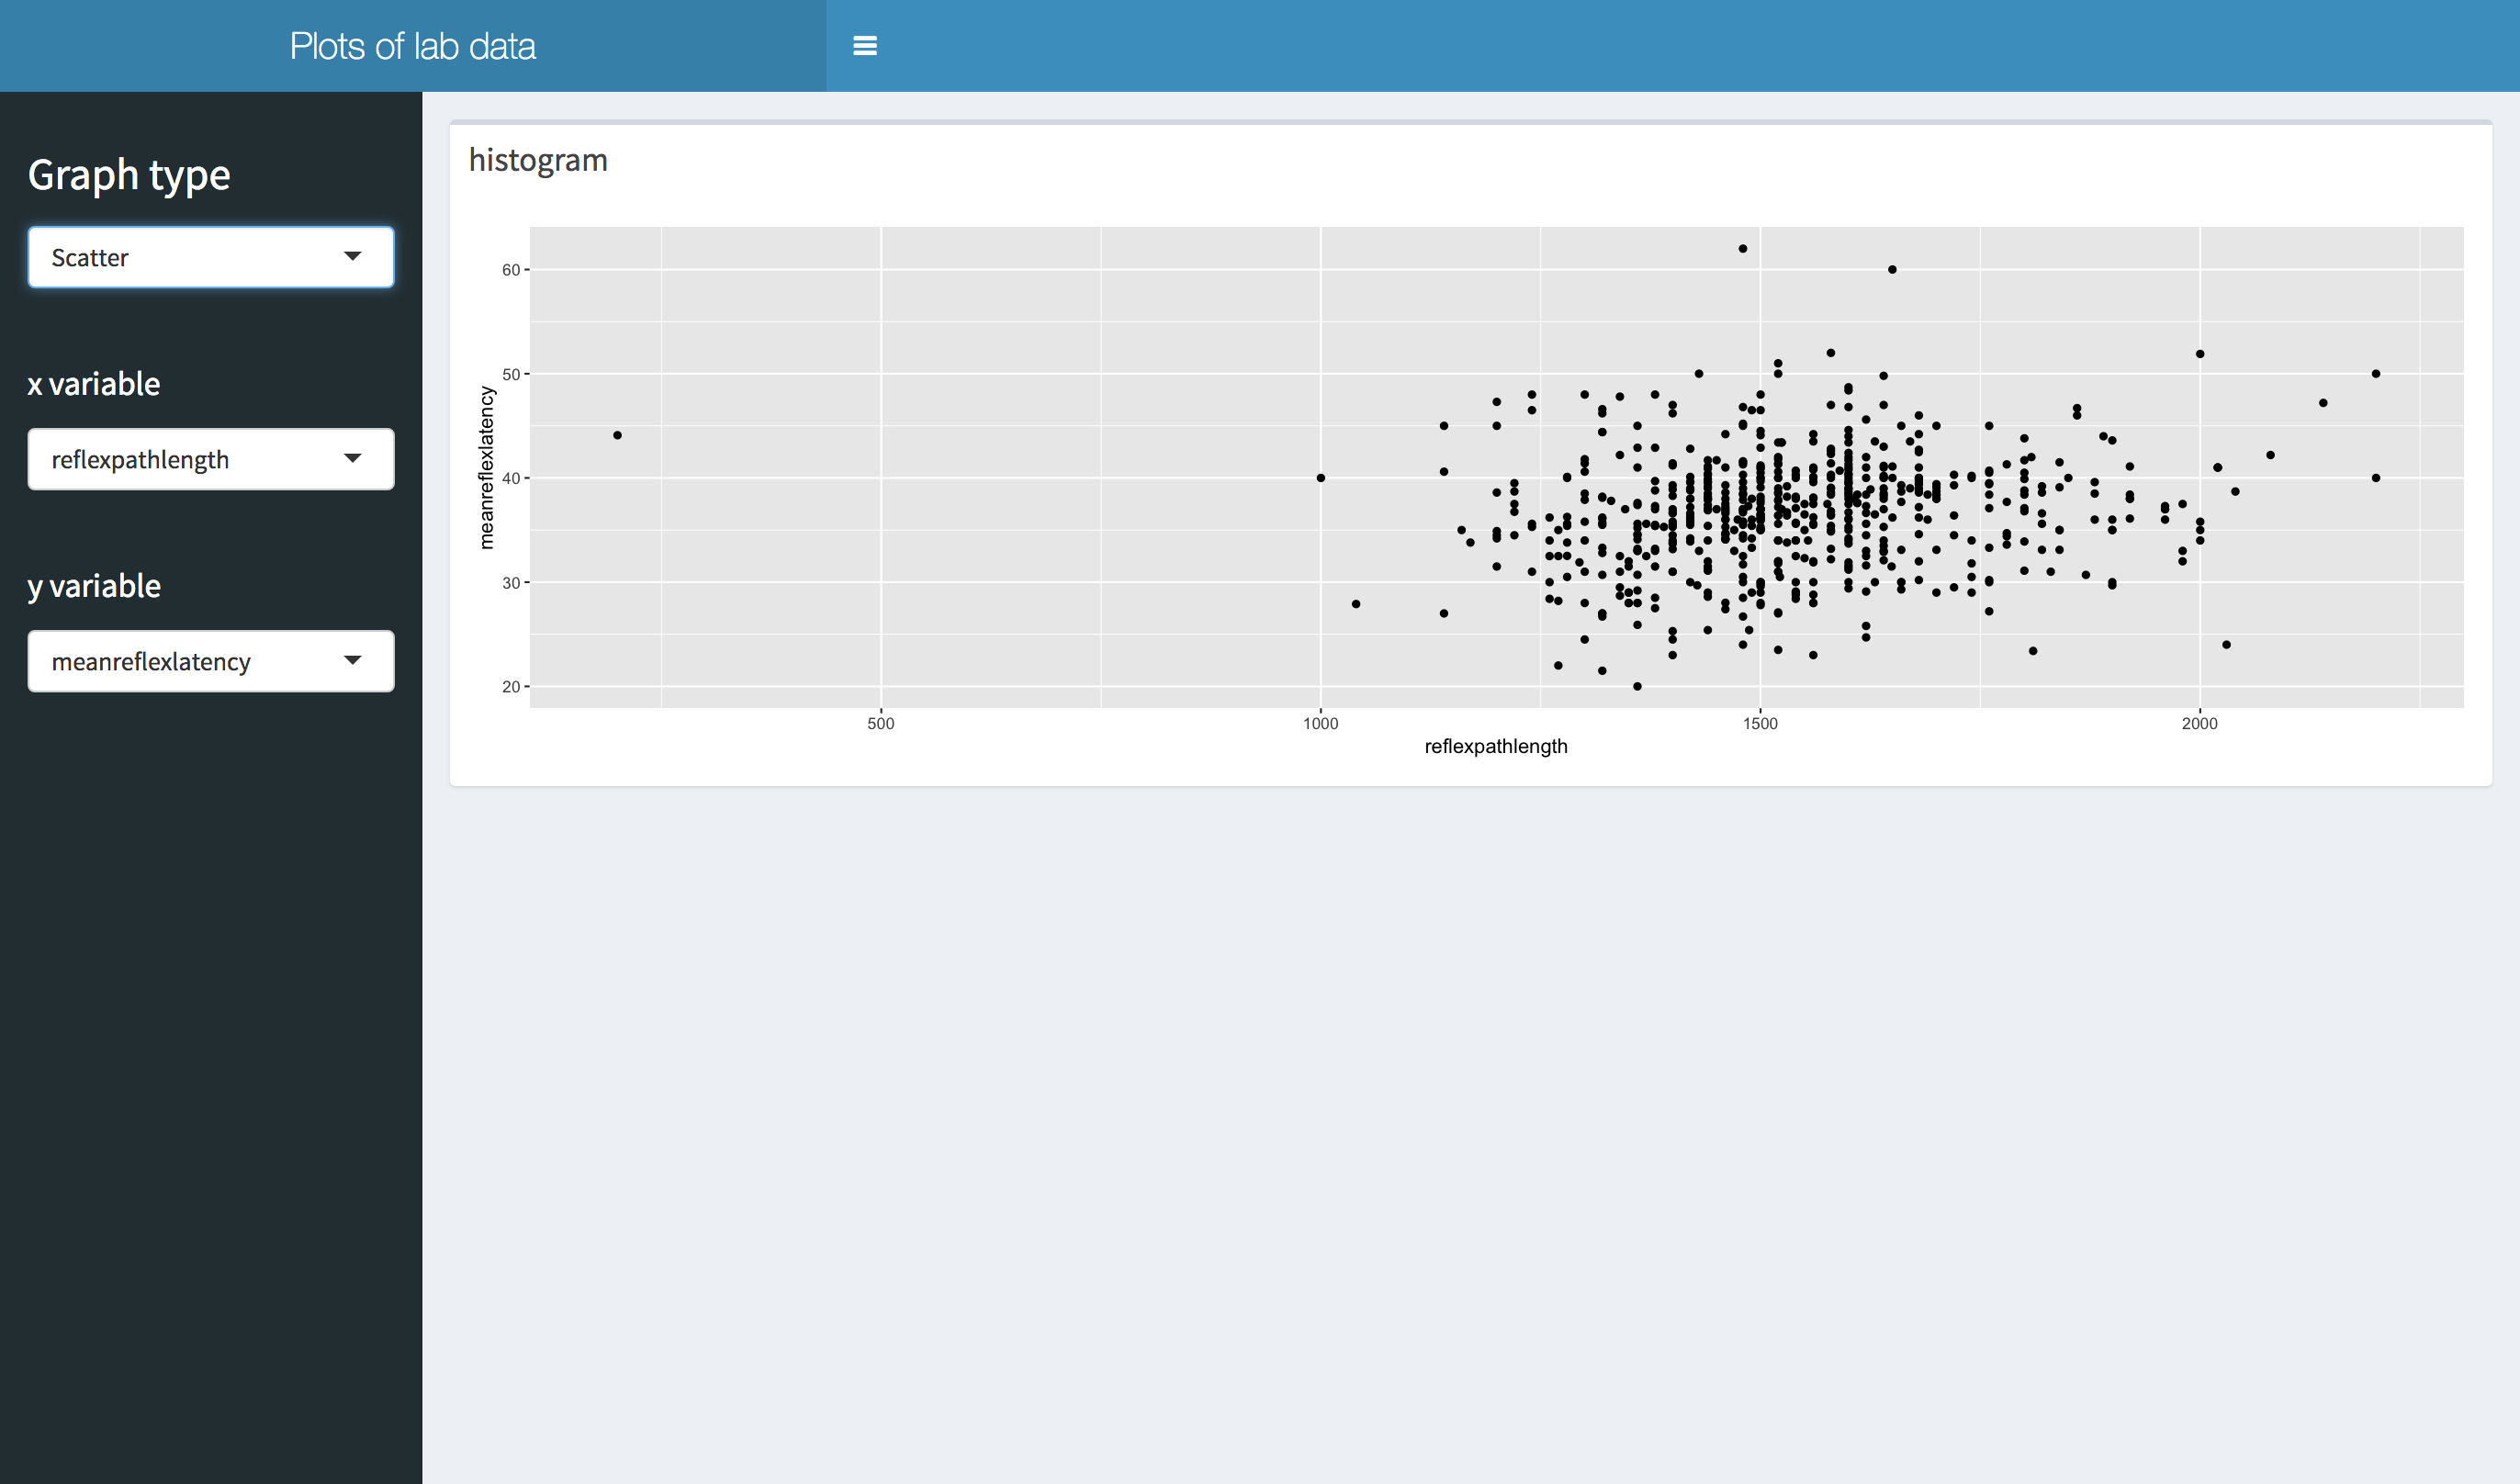 Plots of lab data
Graph type
Scatter
x variable
reflexpathlength
y variable
meanreflexlatency
histogram
meanreflexlatency
60
50
40
30
20
500 1000 1500 2000
reflexpathlength